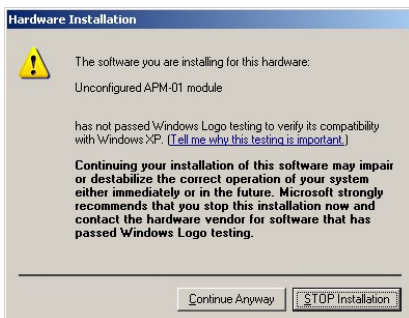 Hardware Installation
The software you are installing for this hardware:
Unconfigured APM-01 module
has not passed Windows Logo testing to verify its compatibility
with Windows XP. (Tell me why this testing is important.)
Continuing your installation of this software may impair
or destabilize the correct operation of your system
either immediately or in the future. Microsoft strongly
recommends that you stop this installation now and
contact the hardware vendor for software that has
passed Windows Logo testing.
Continue Anyway STOP Installation